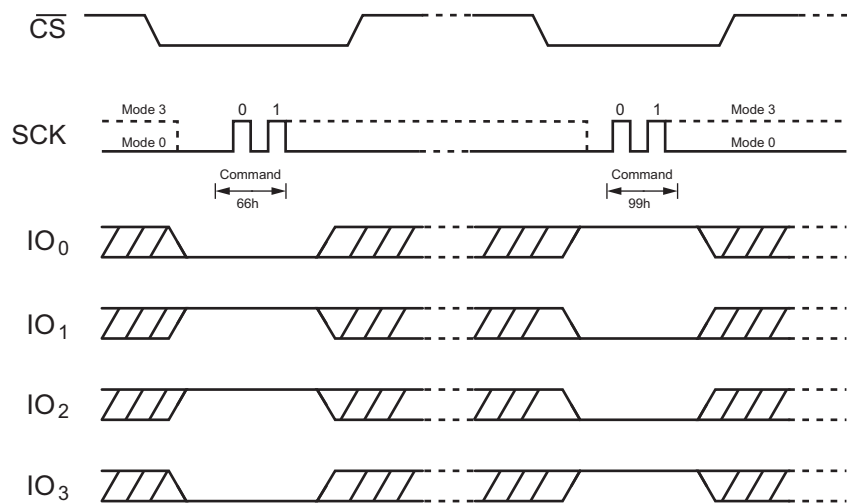 CS
Mode 3 0 1 0 1 Mode 3
SCK
Mode 0 Mode 0
Command Command
66h 99h
IO0
IO1
IO2
IO3